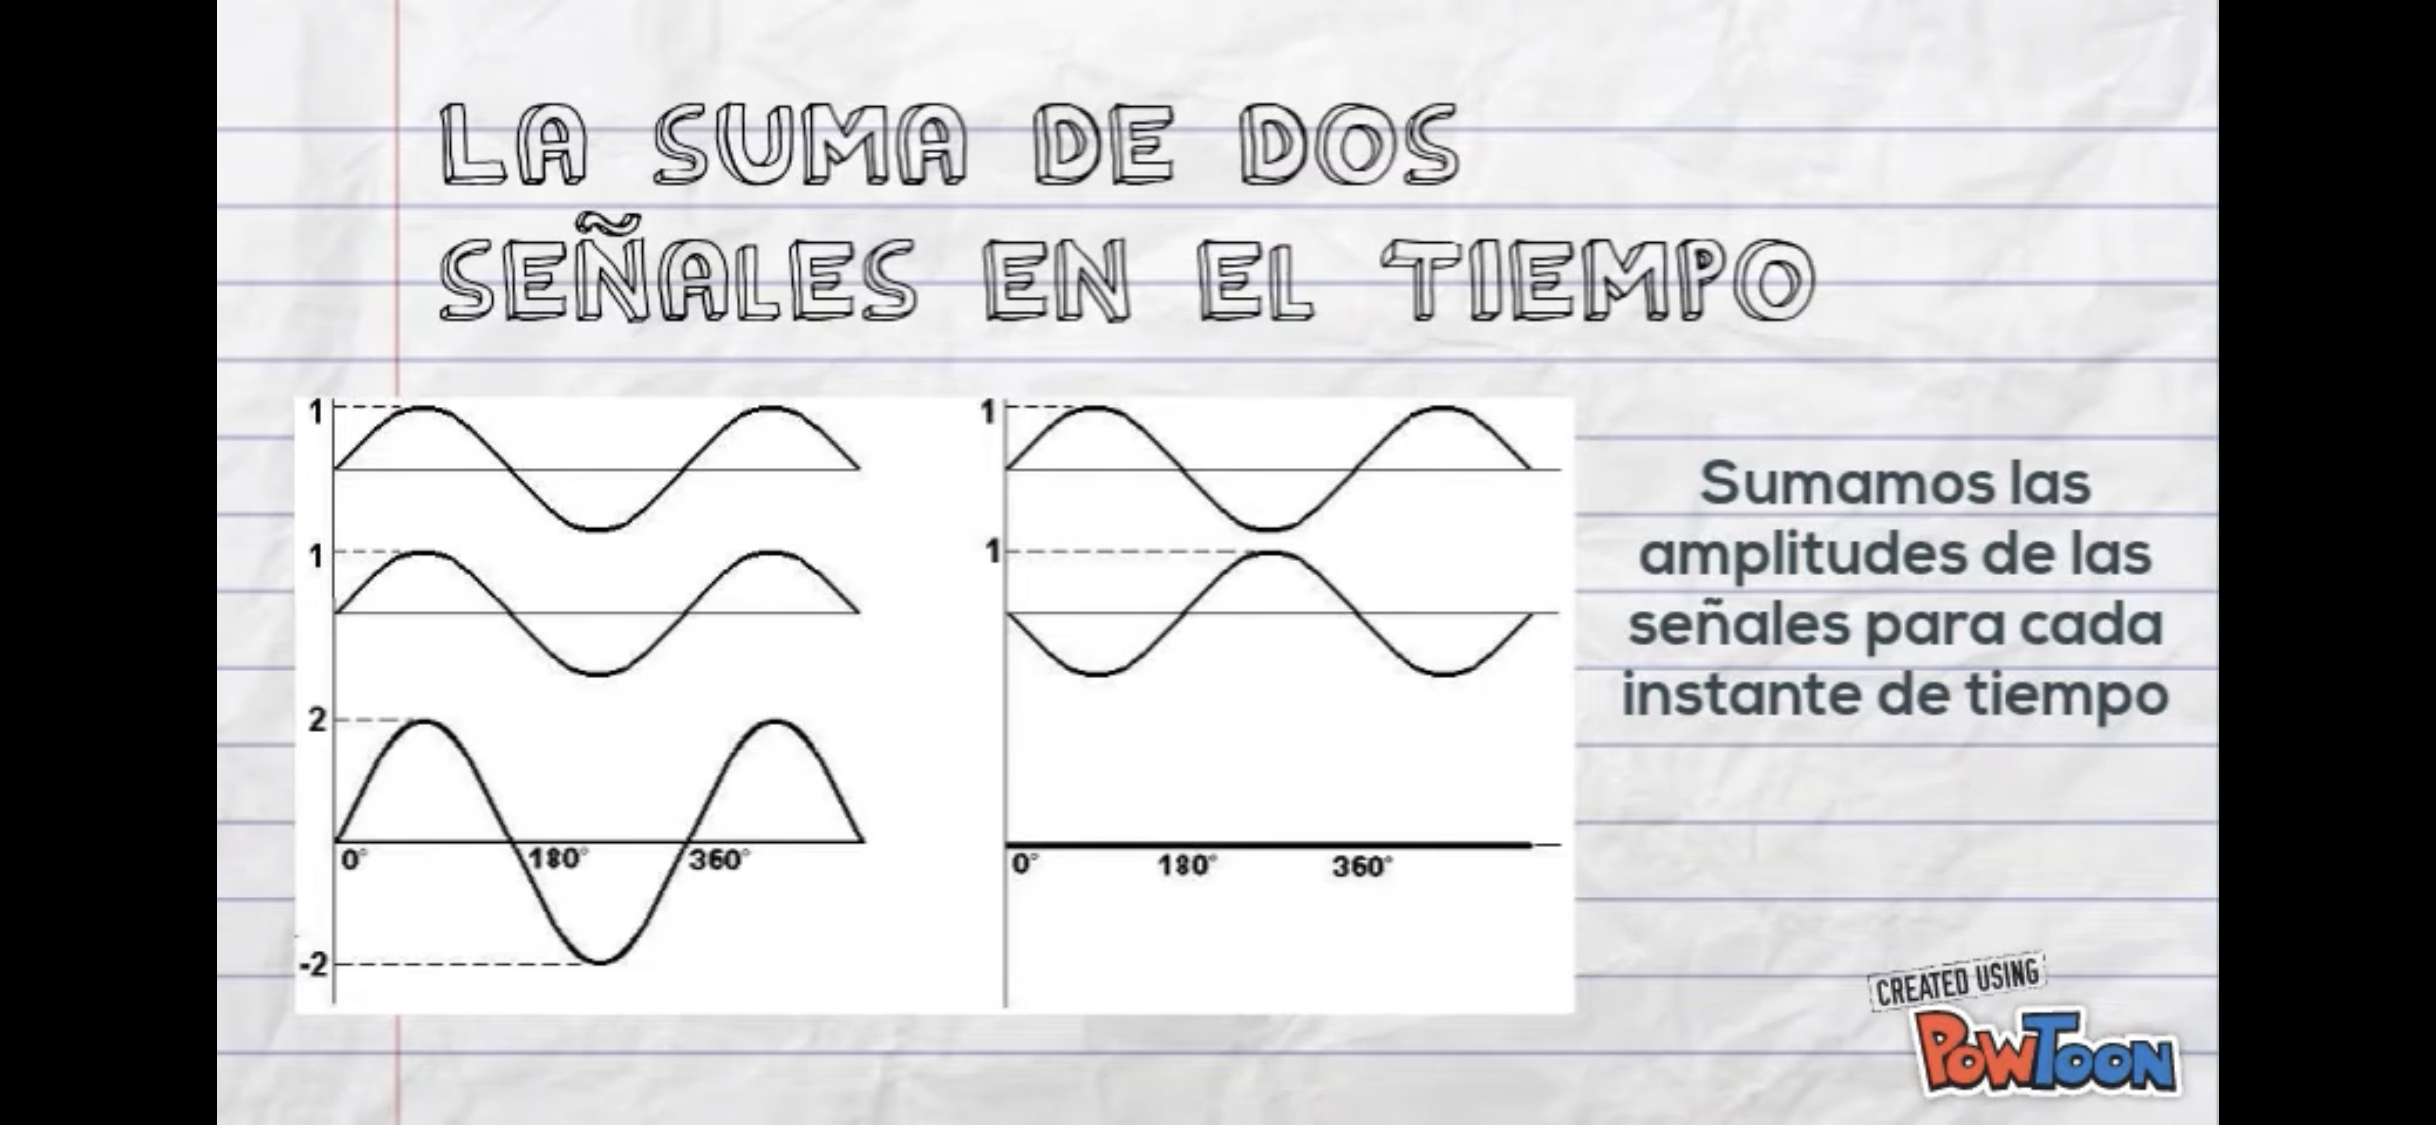 LA SUMA DE DOS
SEÑALES EN EL TIEMPO
1
1
2
0° 180° 360°
-2
1
1
0° 180° 360°
Sumamos las
amplitudes de las
señales para cada
instante de tiempo
CREATED USING
POWTOON